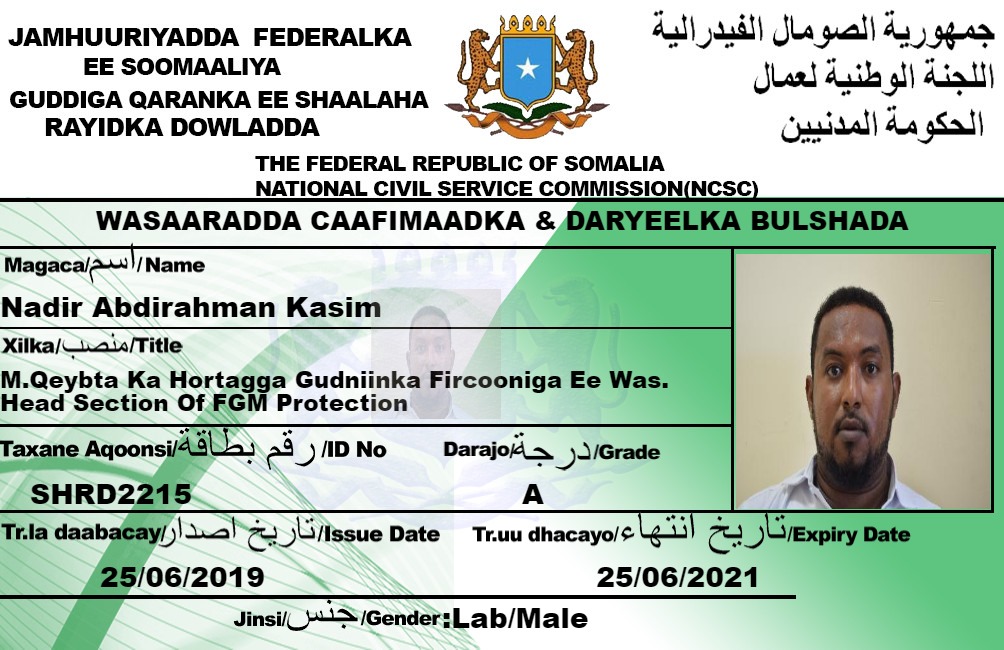 JAMHUURIYADDA FEDERALKA
EE SOOMAALIYA
GUDDIGA QARANKA EE SHAALAHA
RAYIDKA DOWLADDA
جمهورية الصومال الفيدرالية
اللجنة الوطنية لعمال
الحكومة المدنيين
THE FEDERAL REPUBLIC OF SOMALIA
NATIONAL CIVIL SERVICE COMMISSION(NCSC)
WASAARADDA CAAFIMAADKA & DARYEELKA BULSHADA
Magaca/اسم/Name
Nadir Abdirahman Kasim
Xilka/منصب/Title
M.Qeybta Ka Hortagga Gudniinka Fircooniga Ee Was.
Head Section Of FGM Protection
Taxane Aqoonsi/رقم بطاقة/ID No
Darajo/درجة/Grade
SHRD2215
A
Tr.la daabacay/تاريخ اصدار/Issue Date
Tr.uu dhacayo/تاريخ انتهاء/Expiry Date
25/06/2019
25/06/2021
Jinsi/جنس/Gender:Lab/Male